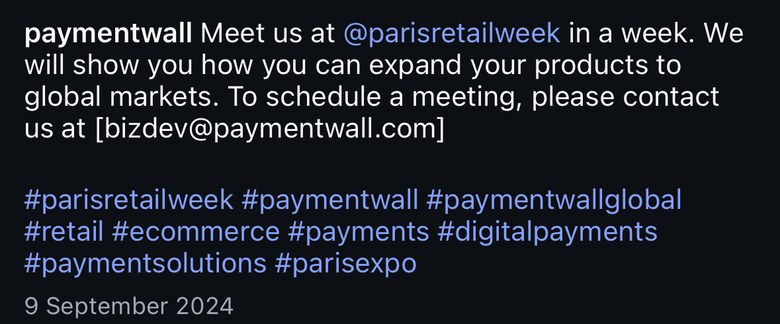 paymentwall Meet us at @parisretailweek in a week. We
will show you how you can expand your products to
global markets. To schedule a meeting, please contact
us at [bizdev@paymentwall.com]
#parisretailweek #paymentwall #paymentwallglobal
#retail #ecommerce #payments #digitalpayments
#paymentsolutions #parisexpo
9 September 2024